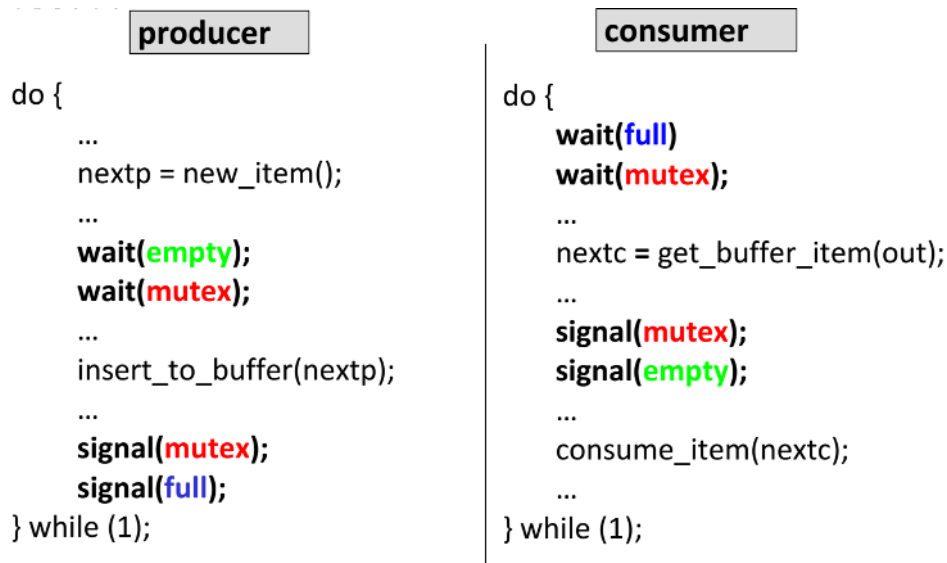 producer
do {
...
nextp = new_item();
...
wait(empty);
wait(mutex);
...
insert_to_buffer(nextp);
...
signal(mutex);
signal(full);
} while (1);
consumer
do {
wait(full)
wait(mutex);
...
nextc = get_buffer_item(out);
...
signal(mutex);
signal(empty);
...
consume_item(nextc);
...
} while (1);